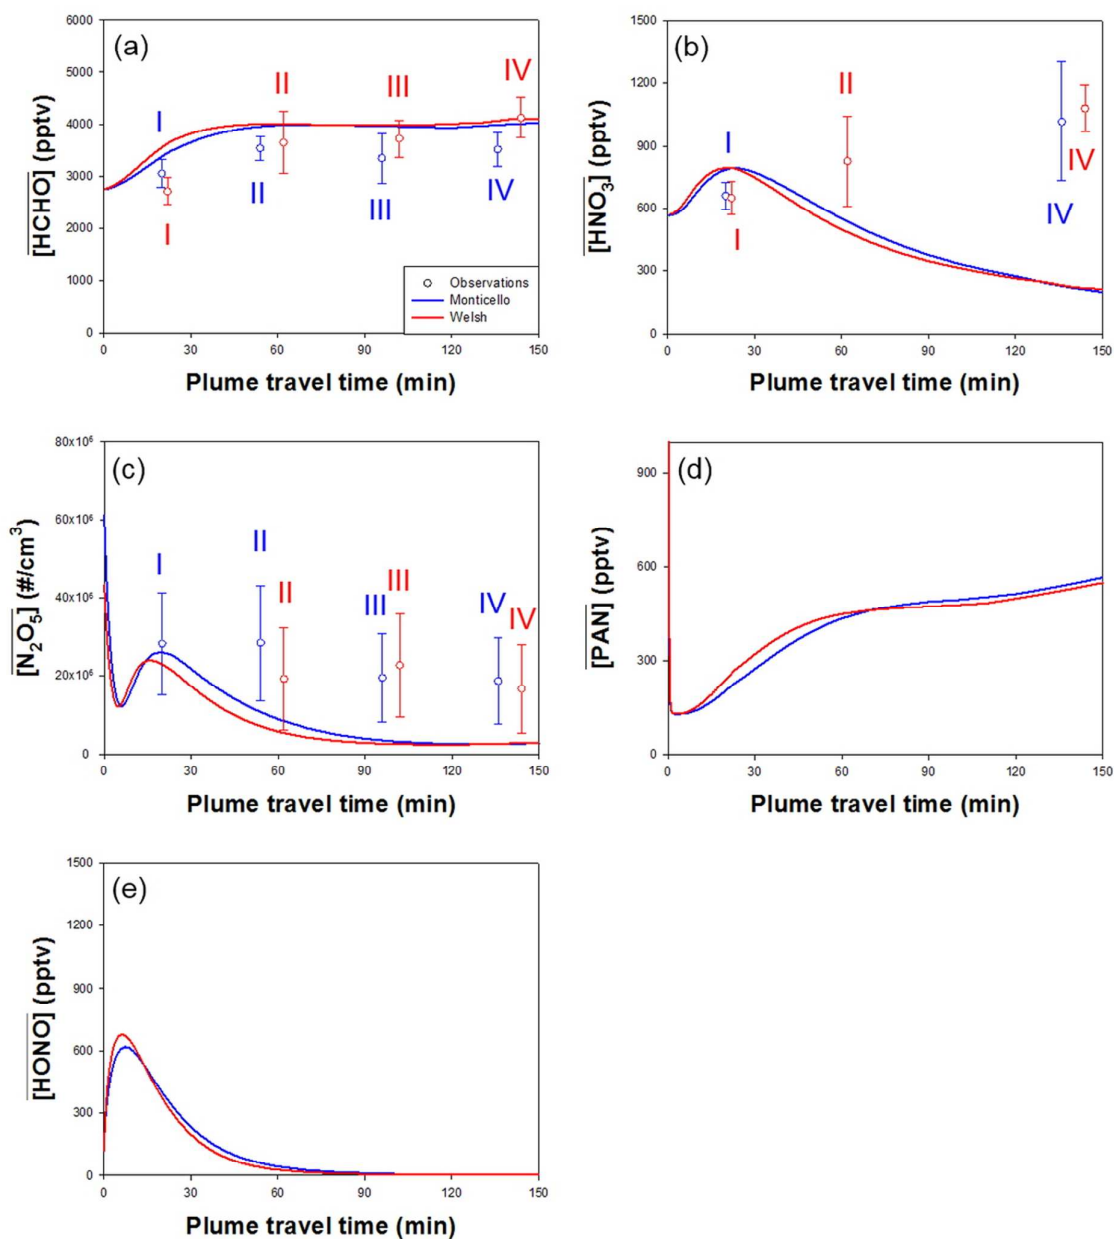 (a)
[HCHO] (pptv)
6000
5000
4000
3000
2000
1000
0
I
II
III
IV
I
II
III
IV
Observations
Monticello
Welsh
0 30 60 90 120 150
Plume travel time (min)
(b)
[HNO3] (pptv)
1500
1200
900
600
300
0
I
II
I
IV
IV
0 30 60 90 120 150
Plume travel time (min)
(c)
[N2O5] (#/cm3)
80x10⁶
60x10⁶
40x10⁶
20x10⁶
0
I
II
II
III
III
IV
IV
0 30 60 90 120 150
Plume travel time (min)
(d)
[PAN] (pptv)
900
600
300
0
0 30 60 90 120 150
Plume travel time (min)
(e)
[HONO] (pptv)
1500
1200
900
600
300
0
0 30 60 90 120 150
Plume travel time (min)